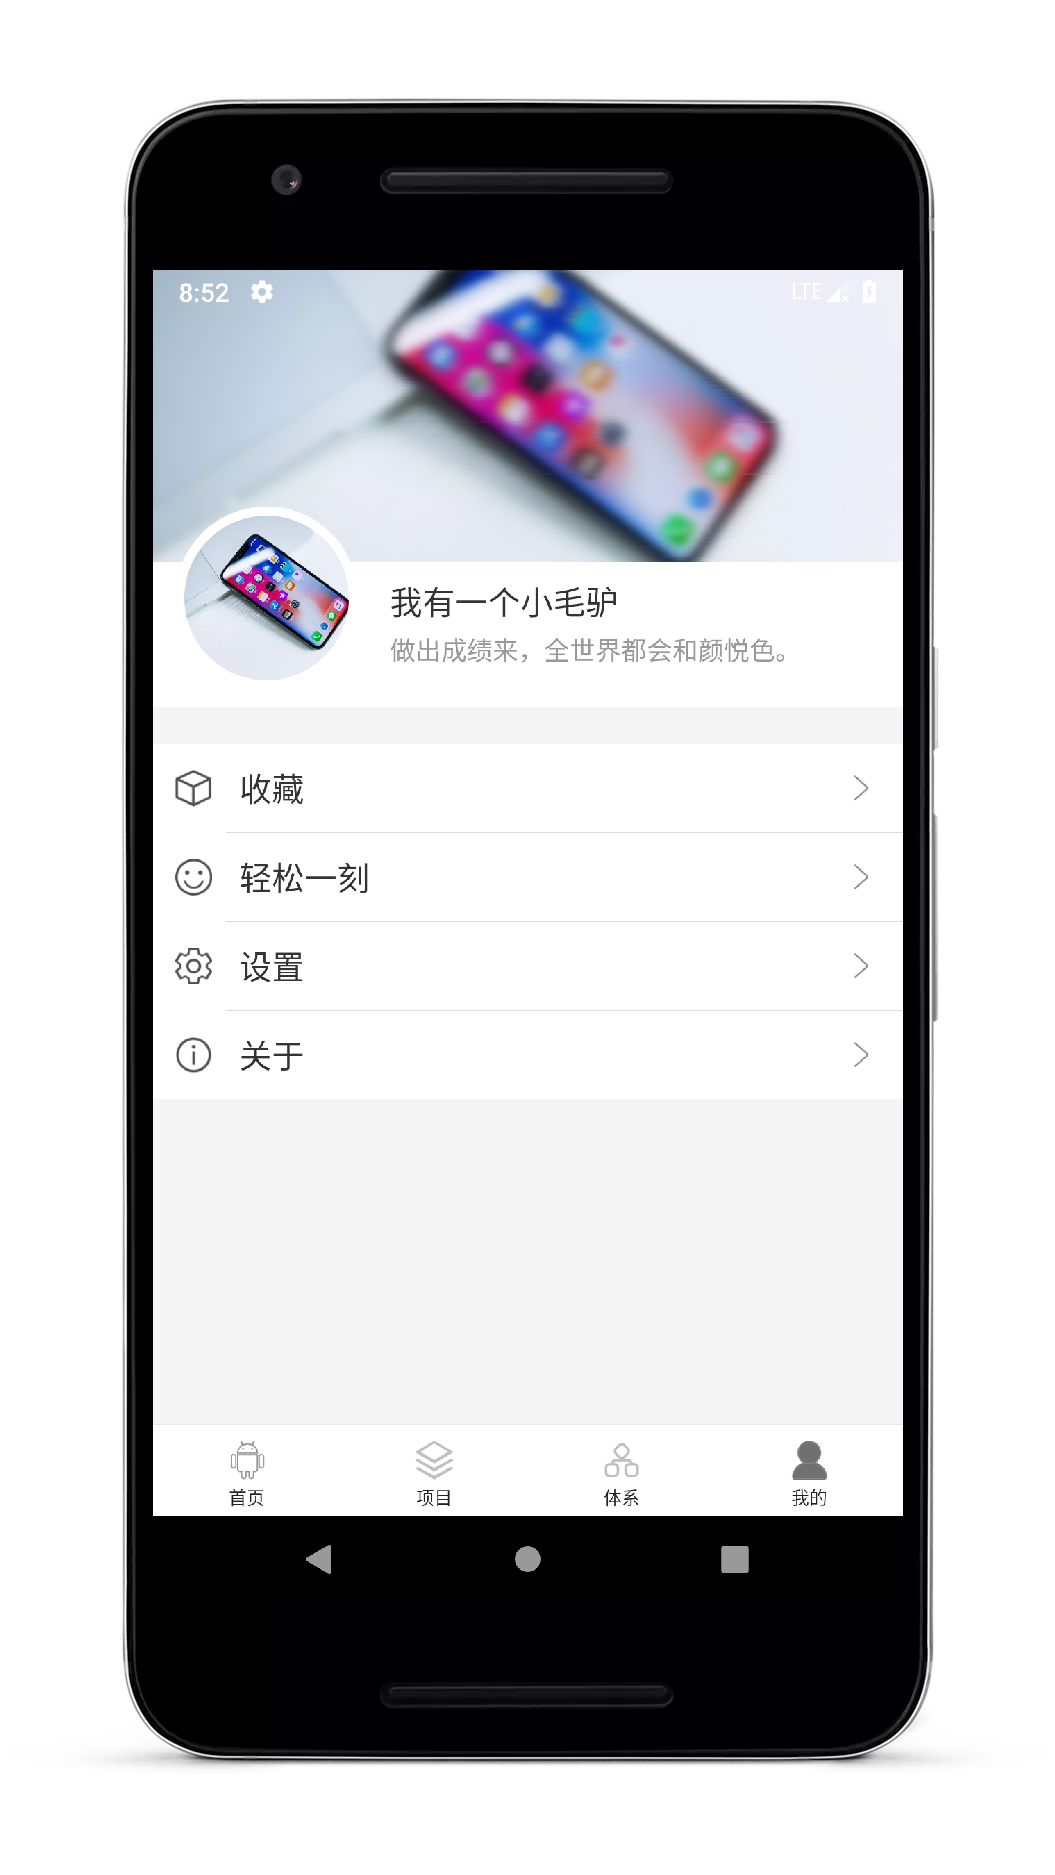 8:52
LTE
我有一个小毛驴
做出成绩来，全世界都会和颜悦色。
收藏
轻松一刻
设置
关于
首页
项目
体系
我的